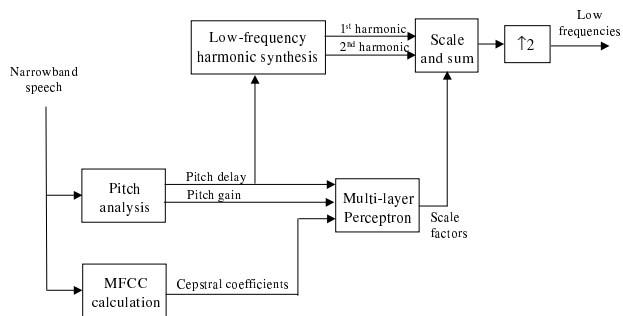 Low-frequency
harmonic synthesis
1st harmonic
2nd harmonic
Scale
and sum
↑2
Low
frequencies
Narrowband
speech
Pitch
analysis
Pitch delay
Pitch gain
Multi-layer
Perceptron
Scale
factors
MFCC
calculation
Cepstral coefficients